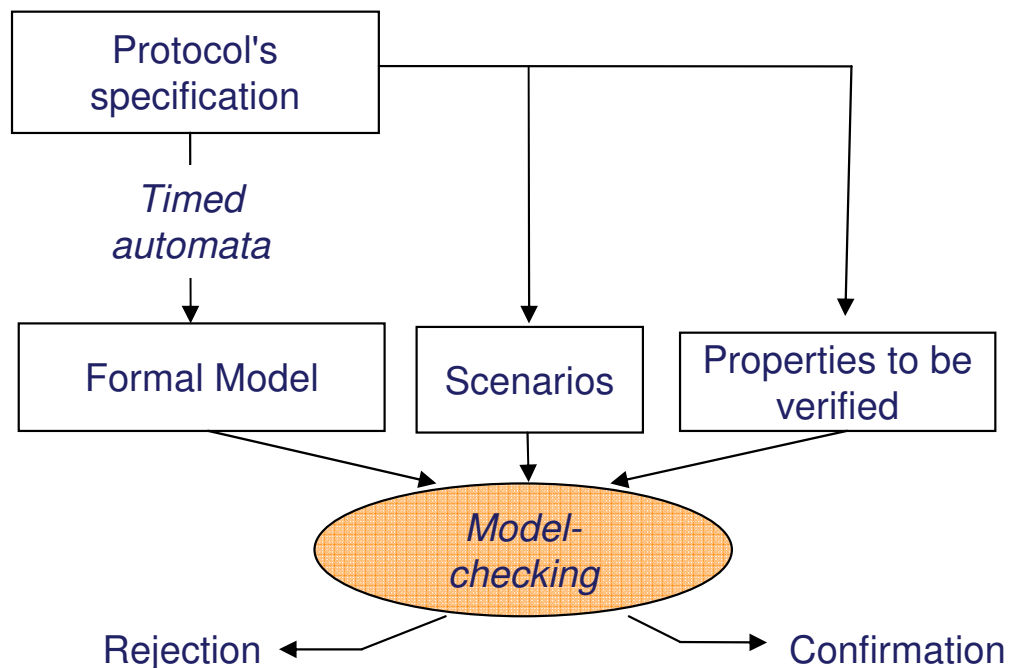 Protocol's
specification
Timed
automata
Formal Model
Scenarios
Properties to be
verified
Model-
checking
Rejection
Confirmation